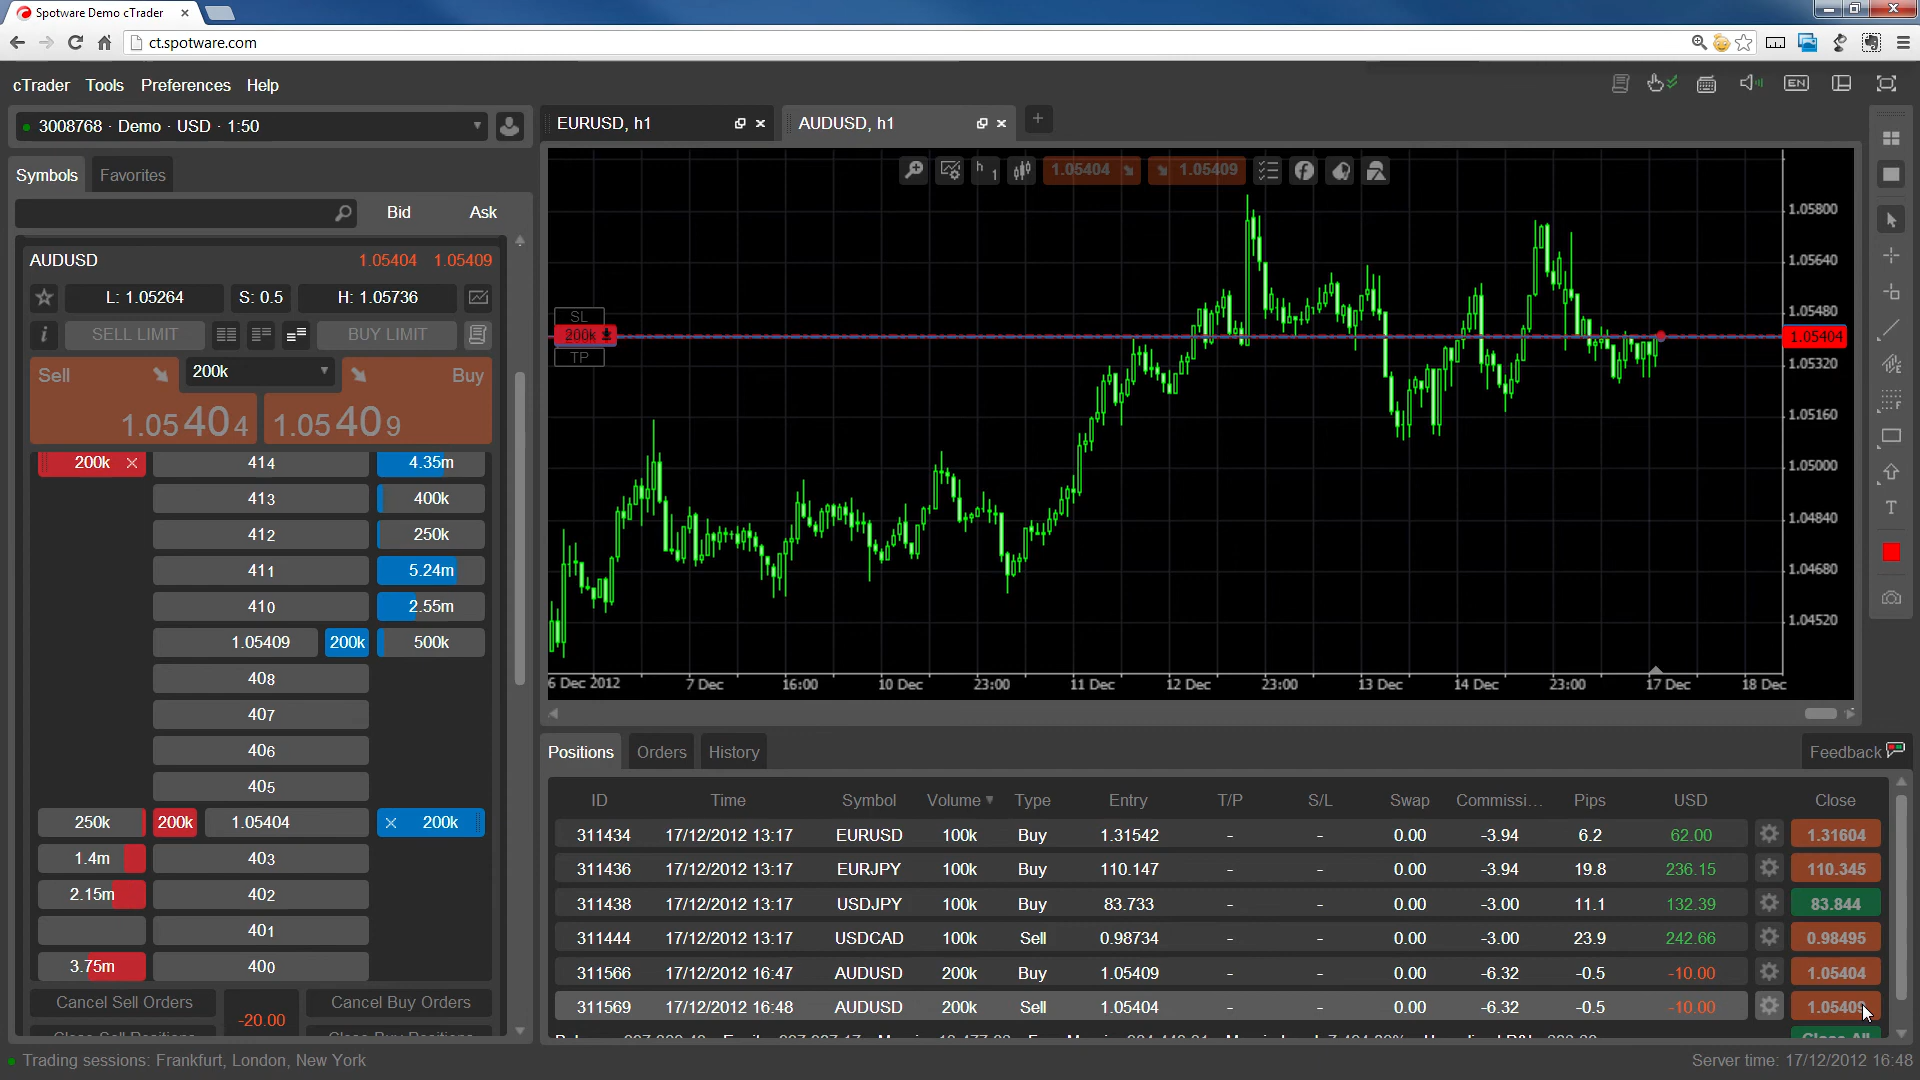 Spotware Demo cTrader
ct.spotware.com
cTrader Tools Preferences Help
EN
3008768 · Demo · USD · 1:50
EURUSD, h1
AUDUSD, h1
Symbols Favorites
Bid Ask
AUDUSD 1.05404 1.05409
L: 1.05264 S: 0.5 H: 1.05736
SELL LIMIT BUY LIMIT
Sell 200k Buy
1.05404 1.05409
200k 414 4.35m
413 400k
412 250k
411 5.24m
410 2.55m
1.05409 200k 500k
408
407
406
405
250k 200k 1.05404 200k
1.4m 403
2.15m 402
401
3.75m 400
Cancel Sell Orders Cancel Buy Orders
-20.00
h 1 1.05404 1.05409
1.05800
1.05640
1.05480
1.05404
1.05320
1.05160
1.05000
1.04840
1.04680
1.04520
SL
200k
TP
6 Dec 2012 7 Dec 16:00 10 Dec 23:00 11 Dec 12 Dec 23:00 13 Dec 14 Dec 23:00 17 Dec 18 Dec
T
Positions Orders History Feedback
ID Time Symbol Volume Type Entry T/P S/L Swap Commissi... Pips USD Close
311434 17/12/2012 13:17 EURUSD 100k Buy 1.31542 - - 0.00 -3.94 6.2 62.00 1.31604
311436 17/12/2012 13:17 EURJPY 100k Buy 110.147 - - 0.00 -3.94 19.8 236.15 110.345
311438 17/12/2012 13:17 USDJPY 100k Buy 83.733 - - 0.00 -3.00 11.1 132.39 83.844
311444 17/12/2012 13:17 USDCAD 100k Sell 0.98734 - - 0.00 -3.00 23.9 242.66 0.98495
311566 17/12/2012 16:47 AUDUSD 200k Buy 1.05409 - - 0.00 -6.32 -0.5 -10.00 1.05404
311569 17/12/2012 16:48 AUDUSD 200k Sell 1.05404 - - 0.00 -6.32 -0.5 -10.00 1.05409
Close All
Trading sessions: Frankfurt, London, New York
Server time: 17/12/2012 16:48